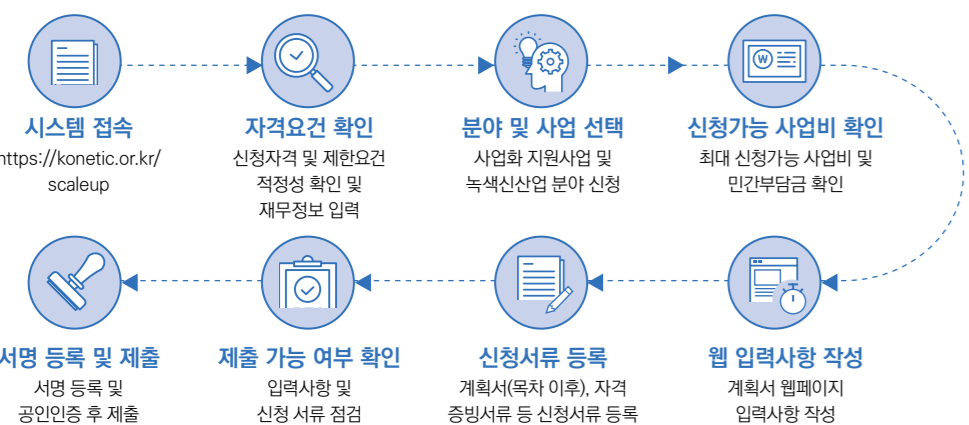 시스템 접속
https://konetic.or.kr/
scaleup
자격요건 확인
신청자격 및 제한요건
적정성 확인 및
재무정보 입력
분야 및 사업 선택
사업화 지원사업 및
녹색신산업 분야 신청
W
신청가능 사업비 확인
최대 신청가능 사업비 및
민간부담금 확인
웹 입력사항 작성
계획서 웹페이지
입력사항 작성
신청서류 등록
계획서(목차 이후), 자격
증빙서류 등 신청서류 등록
제출 가능 여부 확인
입력사항 및
신청 서류 점검
서명 등록 및 제출
서명 등록 및
공인인증 후 제출